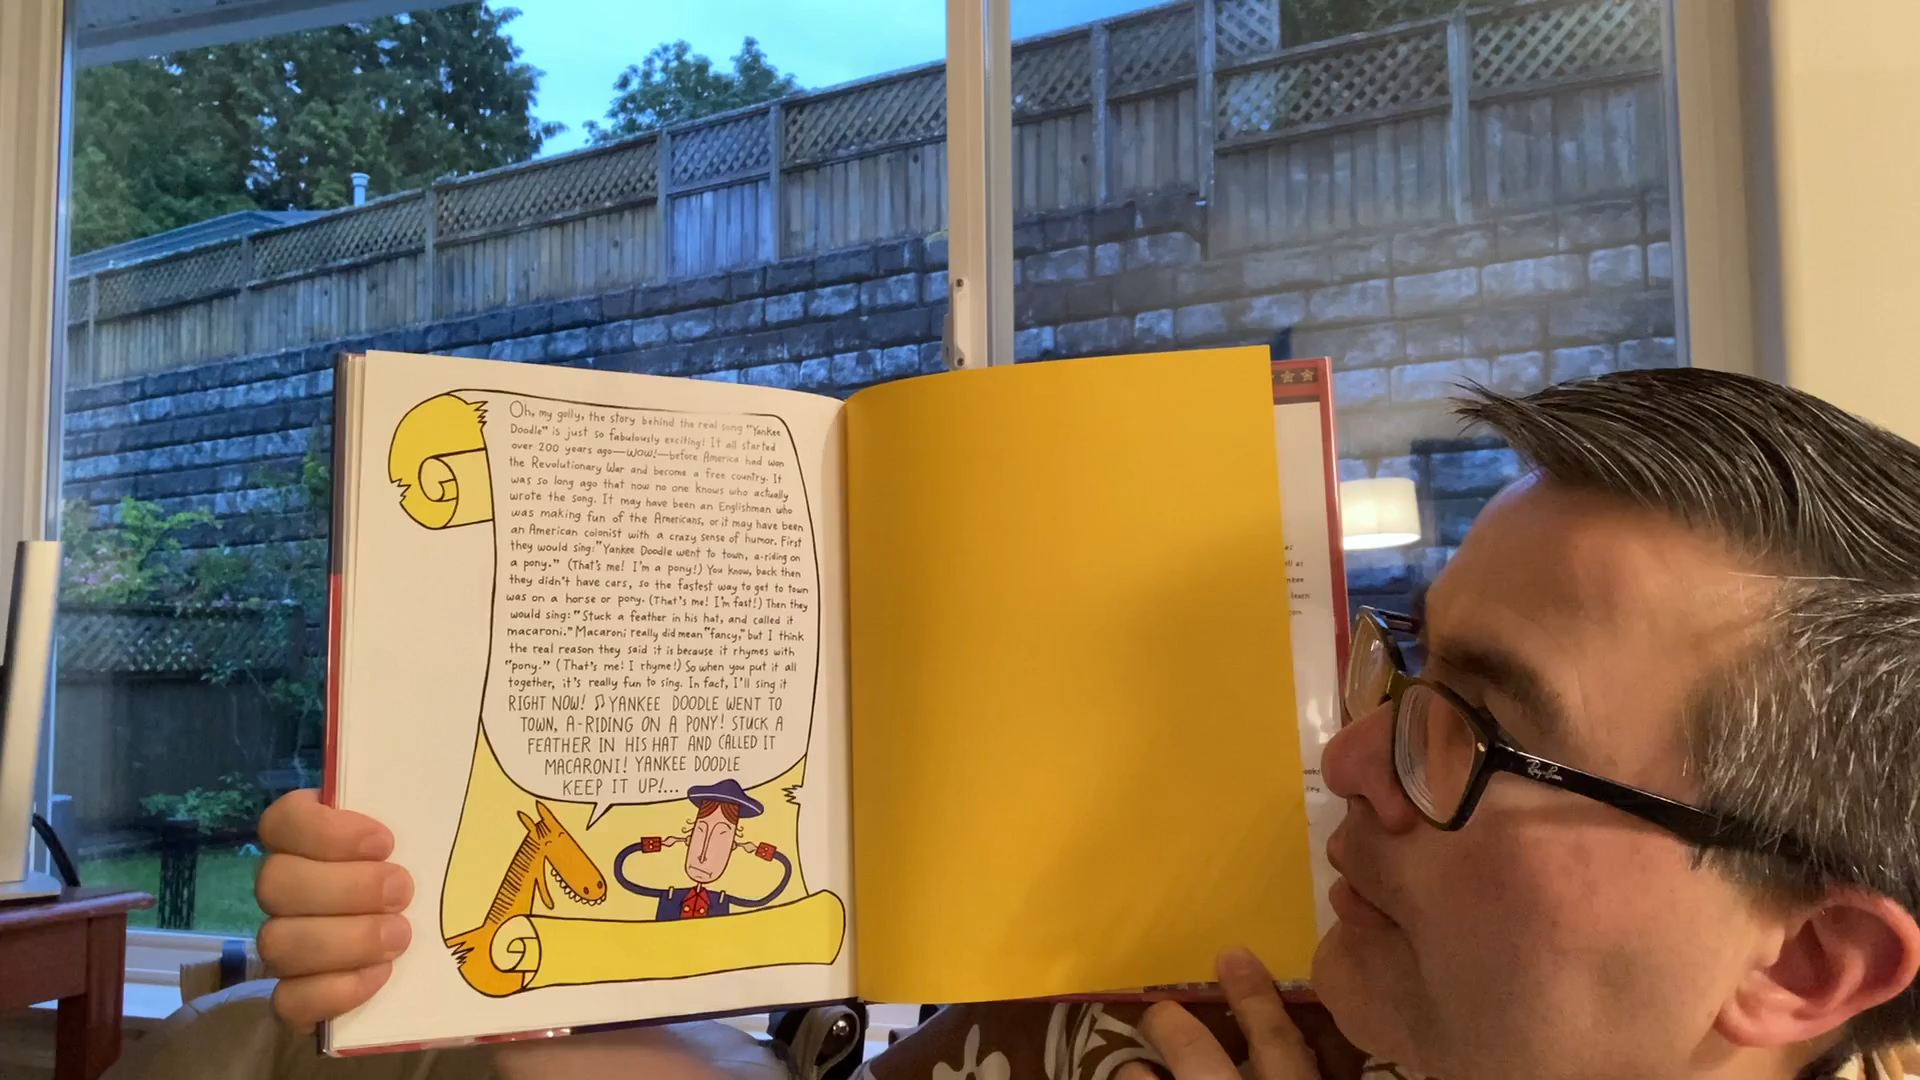 Oh, my golly, the story behind the real song "Yankee
Doodle" is just so fabulously exciting! It all started
over 200 years ago—WOW!—before America had won
the Revolutionary War and become a free country. It
was so long ago that now no one knows who actually
wrote the song. It may have been an Englishman who
was making fun of the Americans, or it may have been
an American colonist with a crazy sense of humor. First
they would sing: "Yankee Doodle went to town, a-riding on
a pony." (That's me! I'm a pony!) You know, back then
they didn't have cars, so the fastest way to get to town
was on a horse or pony. (That's me! I'm fast!) Then they
would sing: "Stuck a feather in his hat, and called it
macaroni." Macaroni really did mean "fancy," but I think
the real reason they said it is because it rhymes with
"pony." (That's me! I rhyme!) So when you put it all
together, it's really fun to sing. In fact, I'll sing it
RIGHT NOW! ♫ YANKEE DOODLE WENT TO
TOWN, A-RIDING ON A PONY! STUCK A
FEATHER IN HIS HAT AND CALLED IT
MACARONI! YANKEE DOODLE
KEEP IT UP!...
Ray-Ban